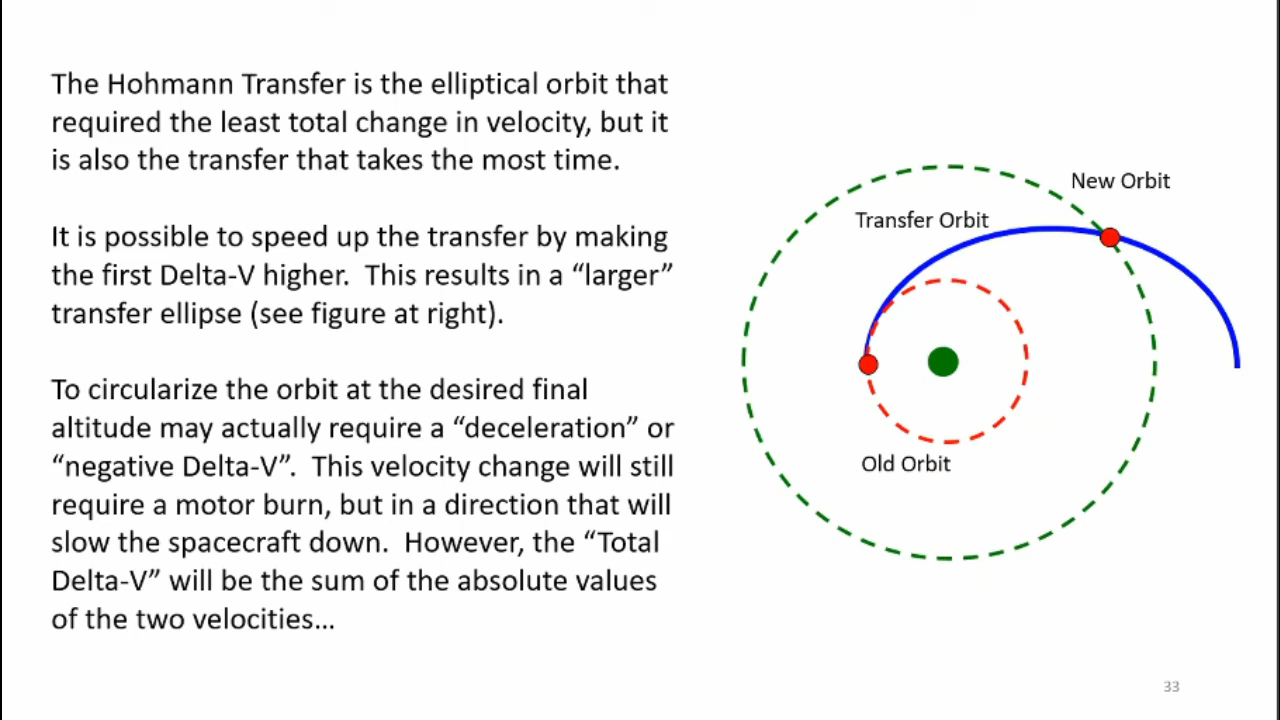 The Hohmann Transfer is the elliptical orbit that
required the least total change in velocity, but it
is also the transfer that takes the most time.
It is possible to speed up the transfer by making
the first Delta-V higher.  This results in a “larger”
transfer ellipse (see figure at right).
To circularize the orbit at the desired final
altitude may actually require a “deceleration” or
“negative Delta-V”.  This velocity change will still
require a motor burn, but in a direction that will
slow the spacecraft down.  However, the “Total
Delta-V” will be the sum of the absolute values
of the two velocities…
New Orbit
Transfer Orbit
Old Orbit
33